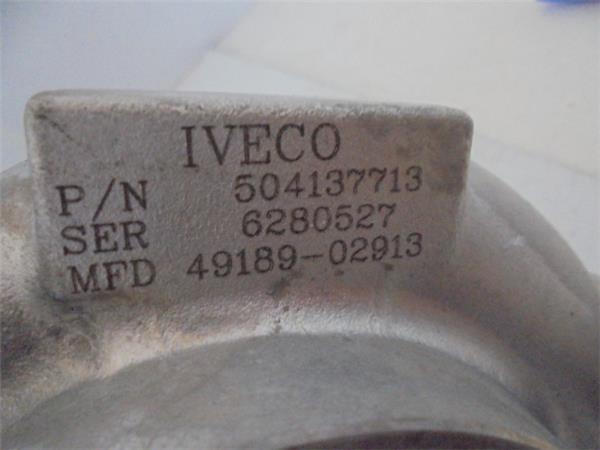 IVECO
P/N 504137713
SER 6280527
MFD 49189-02913